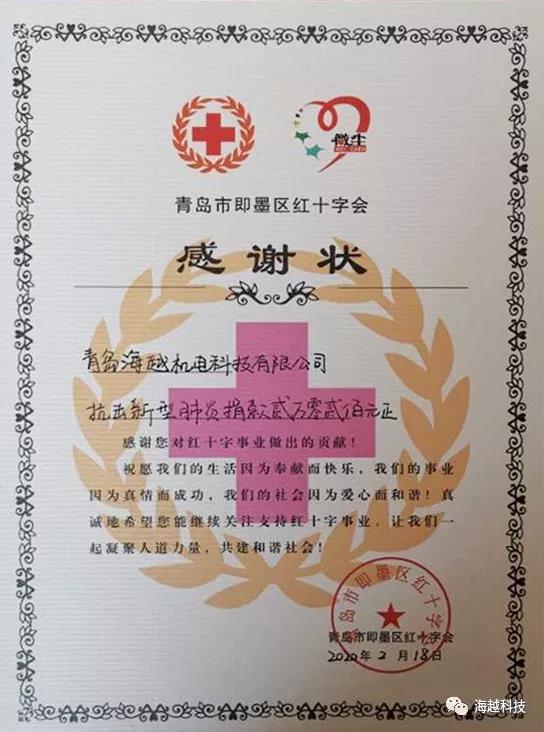 微尘
青岛市即墨区红十字会
感谢状
青岛海越机电科技有限公司
抗击新型肺炎捐款贰万零贰佰元正
感谢您对红十字事业做出的贡献！
祝愿我们的生活因为奉献而快乐，我们的事业
因为真情而成功，我们的社会因为爱心而和谐！真
诚地希望您能继续关注支持红十字事业，让我们一
起凝聚人道力量，共建和谐社会！
青岛市即墨区红十字会
青岛市即墨区红十字会
2020年2月18日
海越科技